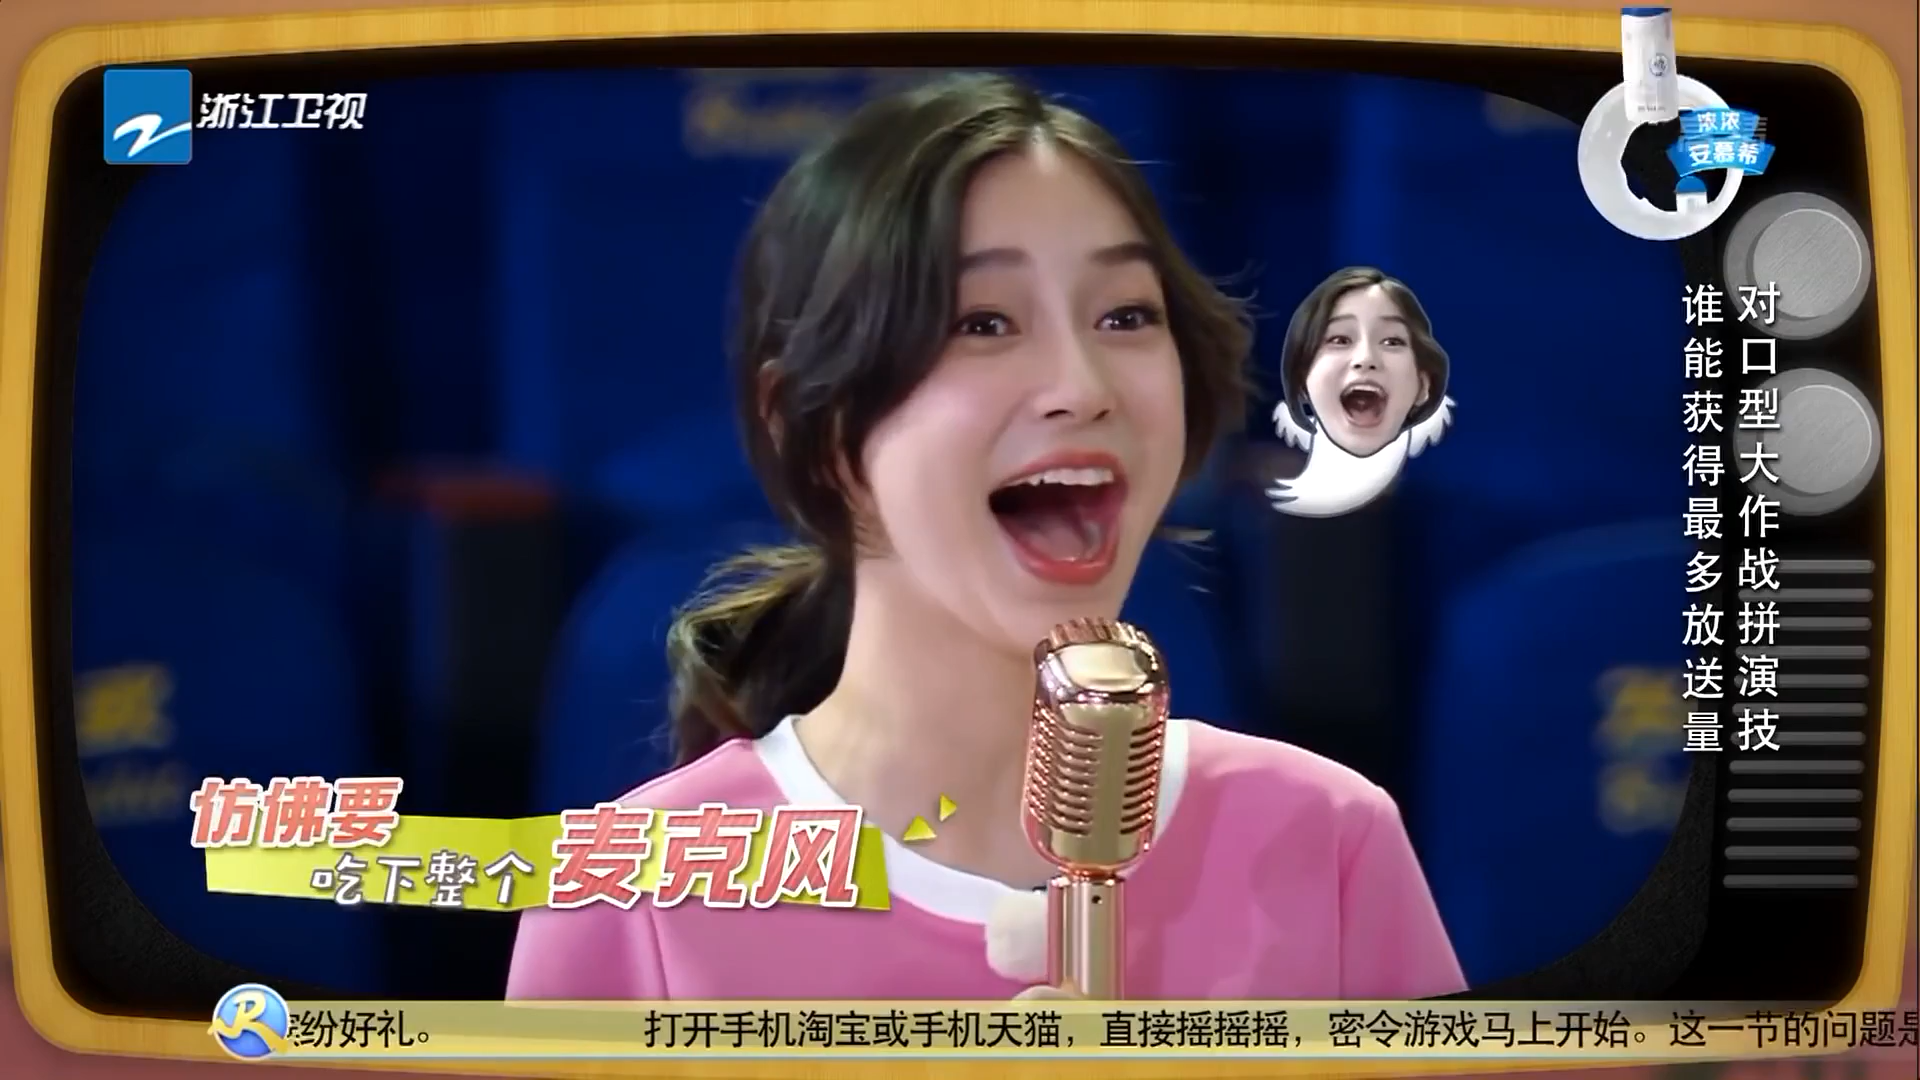 浙江卫视
浓浓
安慕希
对口型大作战拼演技
谁能获得最多放送量
仿佛要
吃下整个麦克风
缤纷好礼。 打开手机淘宝或手机天猫，直接摇摇摇，密令游戏马上开始。这一节的问题是